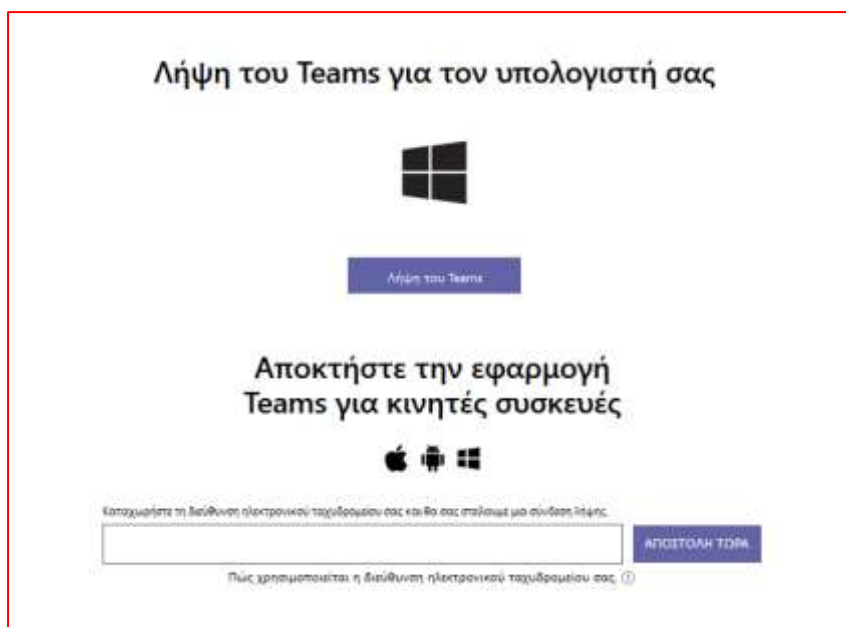 Λήψη του Teams για τον υπολογιστή σας
Λήψη του Teams
Αποκτήστε την εφαρμογή
Teams για κινητές συσκευές
Καταχωρήστε τη διεύθυνση ηλεκτρονικού ταχυδρομείου σας και θα σας στείλουμε μια σύνδεση λήψης.
ΑΠΟΣΤΟΛΗ ΤΩΡΑ
Πώς χρησιμοποιείται η διεύθυνση ηλεκτρονικού ταχυδρομείου σας.